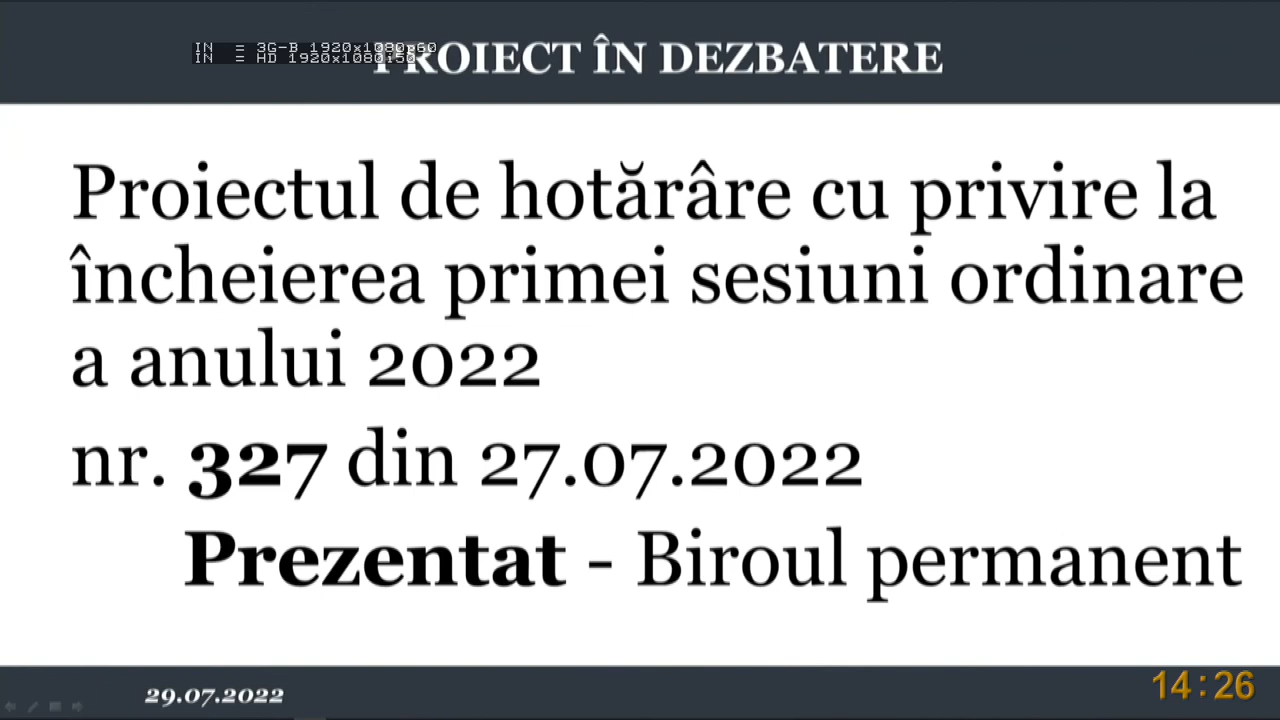 IN = 3G-B 1920x1080p60
IN = HD 1920x1080i50
PROIECT ÎN DEZBATERE
Proiectul de hotărâre cu privire la
încheierea primei sesiuni ordinare
a anului 2022
nr. 327 din 27.07.2022
Prezentat - Biroul permanent
29.07.2022
14:26